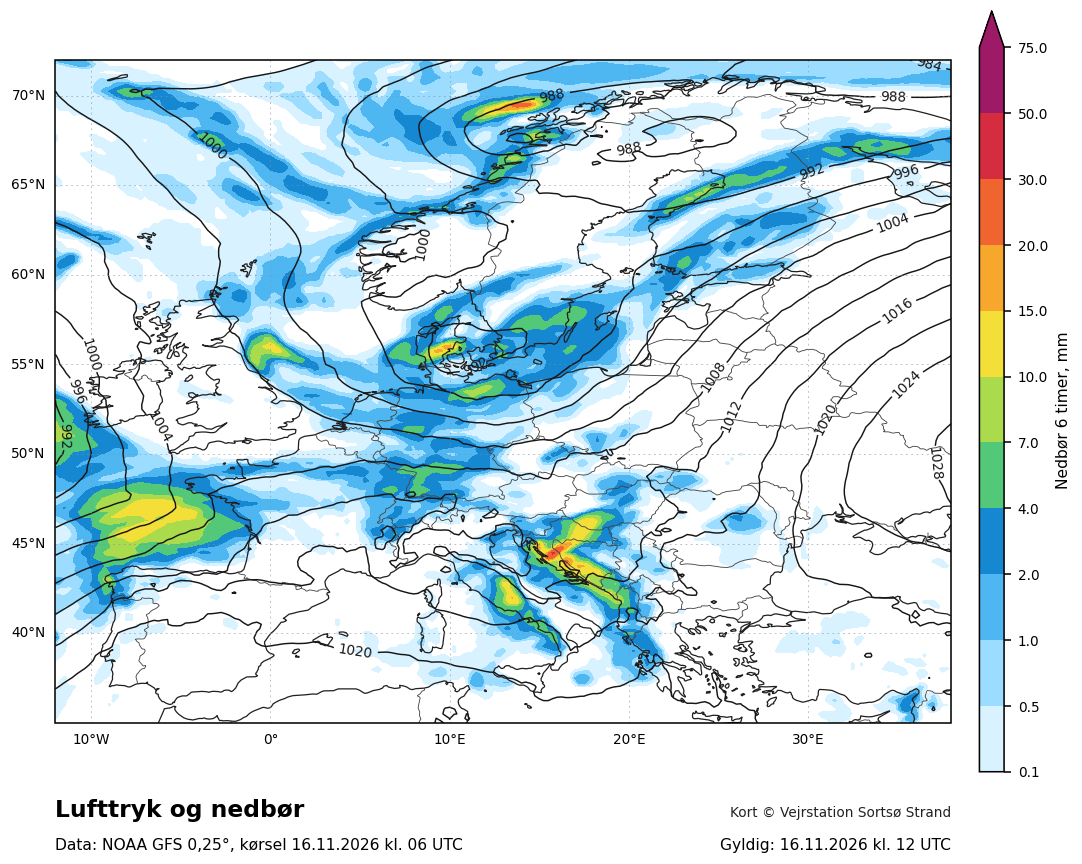 984
988
988
70°N
75.0
50.0
1000
988
992
996
65°N
30.0
1004
1000
60°N
20.0
1016
15.0
1000
55°N
992
1008
1024
10.0
996
1004
1012
1020
992
50°N
1028
7.0
4.0
45°N
2.0
40°N
1020
1.0
0.5
0.1
10°W
0°
10°E
20°E
30°E
Nedbør 6 timer, mm
Lufttryk og nedbør
Kort © Vejrstation Sortsø Strand
Data: NOAA GFS 0,25°, kørsel 16.11.2026 kl. 06 UTC
Gyldig: 16.11.2026 kl. 12 UTC